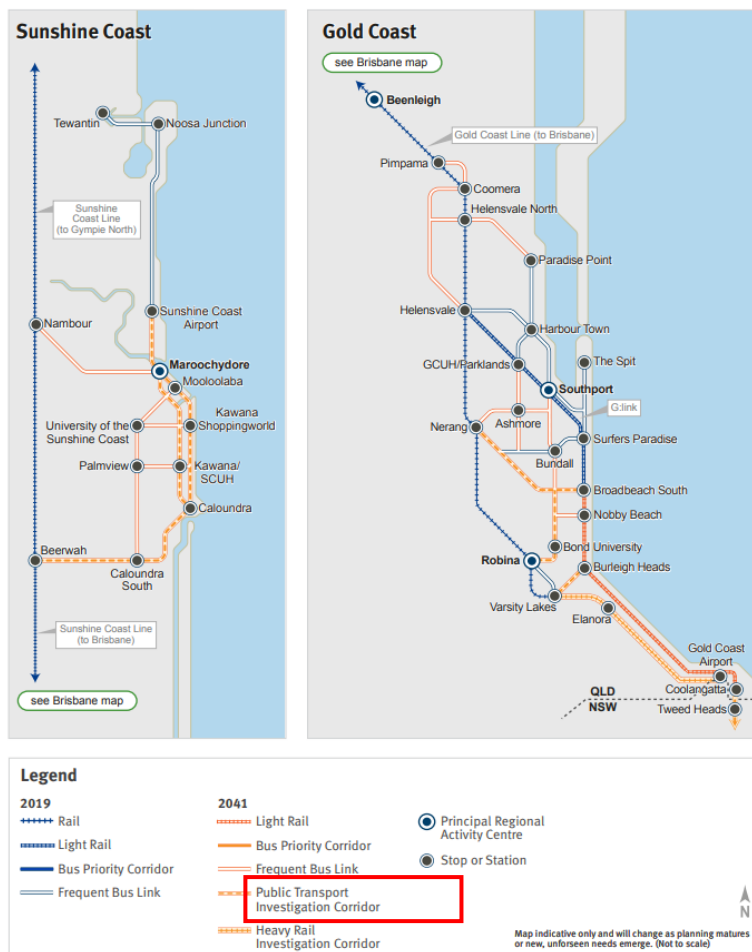 Sunshine Coast
Tewantin
Noosa Junction
Sunshine
Coast Line
(to Gympie North)
Nambour
Sunshine Coast
Airport
Maroochydore
Mooloolaba
University of the
Sunshine Coast
Kawana
Shoppingworld
Palmview
Kawana/
SCUH
Caloundra
Beerwah
Caloundra
South
Sunshine Coast Line
(to Brisbane)
see Brisbane map
Gold Coast
see Brisbane map
Beenleigh
Gold Coast Line (to Brisbane)
Pimpama
Coomera
Helensvale North
Paradise Point
Helensvale
Harbour Town
GCUH/Parklands
The Spit
Southport
G:link
Ashmore
Nerang
Surfers Paradise
Bundall
Broadbeach South
Nobby Beach
Bond University
Robina
Burleigh Heads
Varsity Lakes
Elanora
Gold Coast
Airport
QLD
Coolangatta
NSW
Tweed Heads
Legend
2019
Rail
Light Rail
Bus Priority Corridor
Frequent Bus Link
2041
Light Rail
Bus Priority Corridor
Frequent Bus Link
Public Transport
Investigation Corridor
Heavy Rail
Investigation Corridor
Principal Regional
Activity Centre
Stop or Station
N
Map indicative only and will change as planning matures
or new, unforseen needs emerge. (Not to scale)